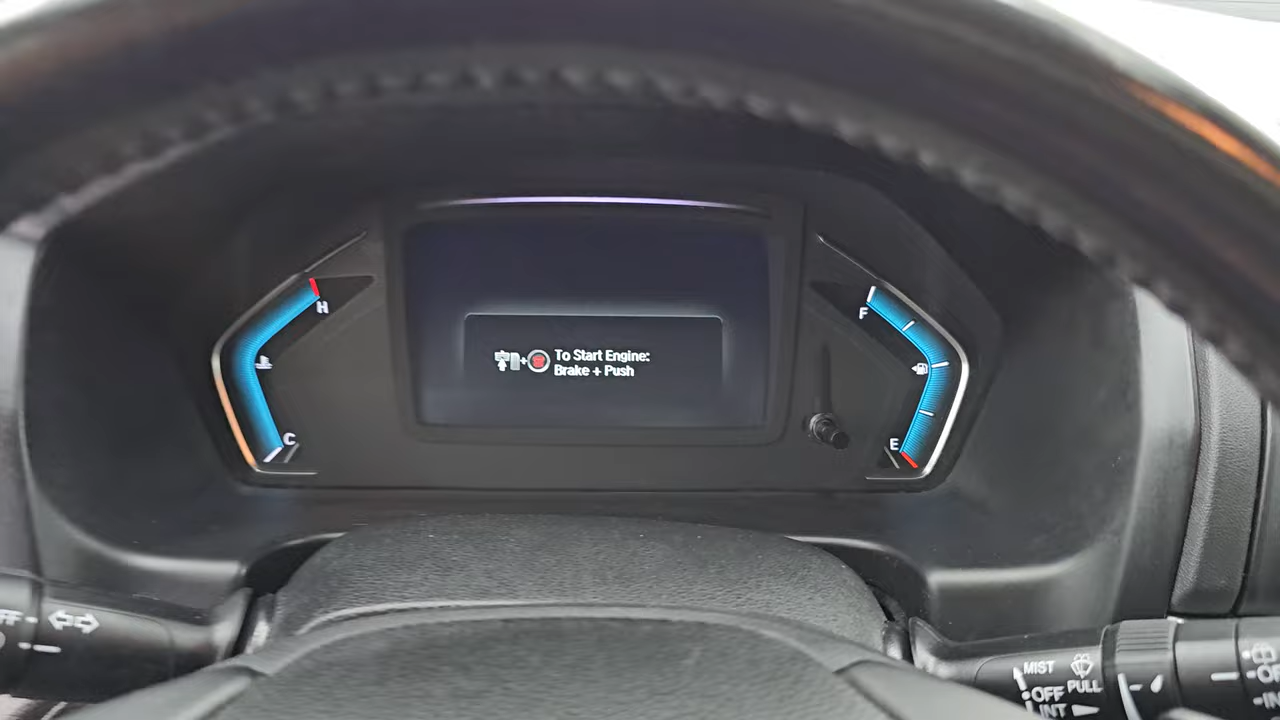 H
C
To Start Engine:
Brake + Push
F
E
MIST
OFF
PULL
INT